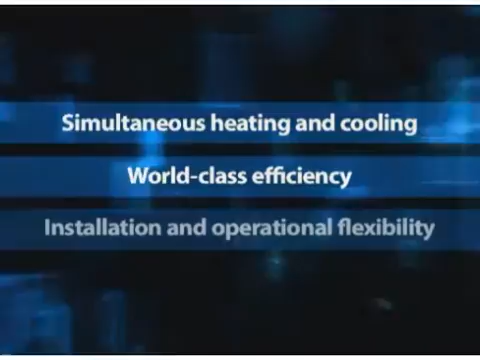 Simultaneous heating and cooling
World-class efficiency
Installation and operational flexibility